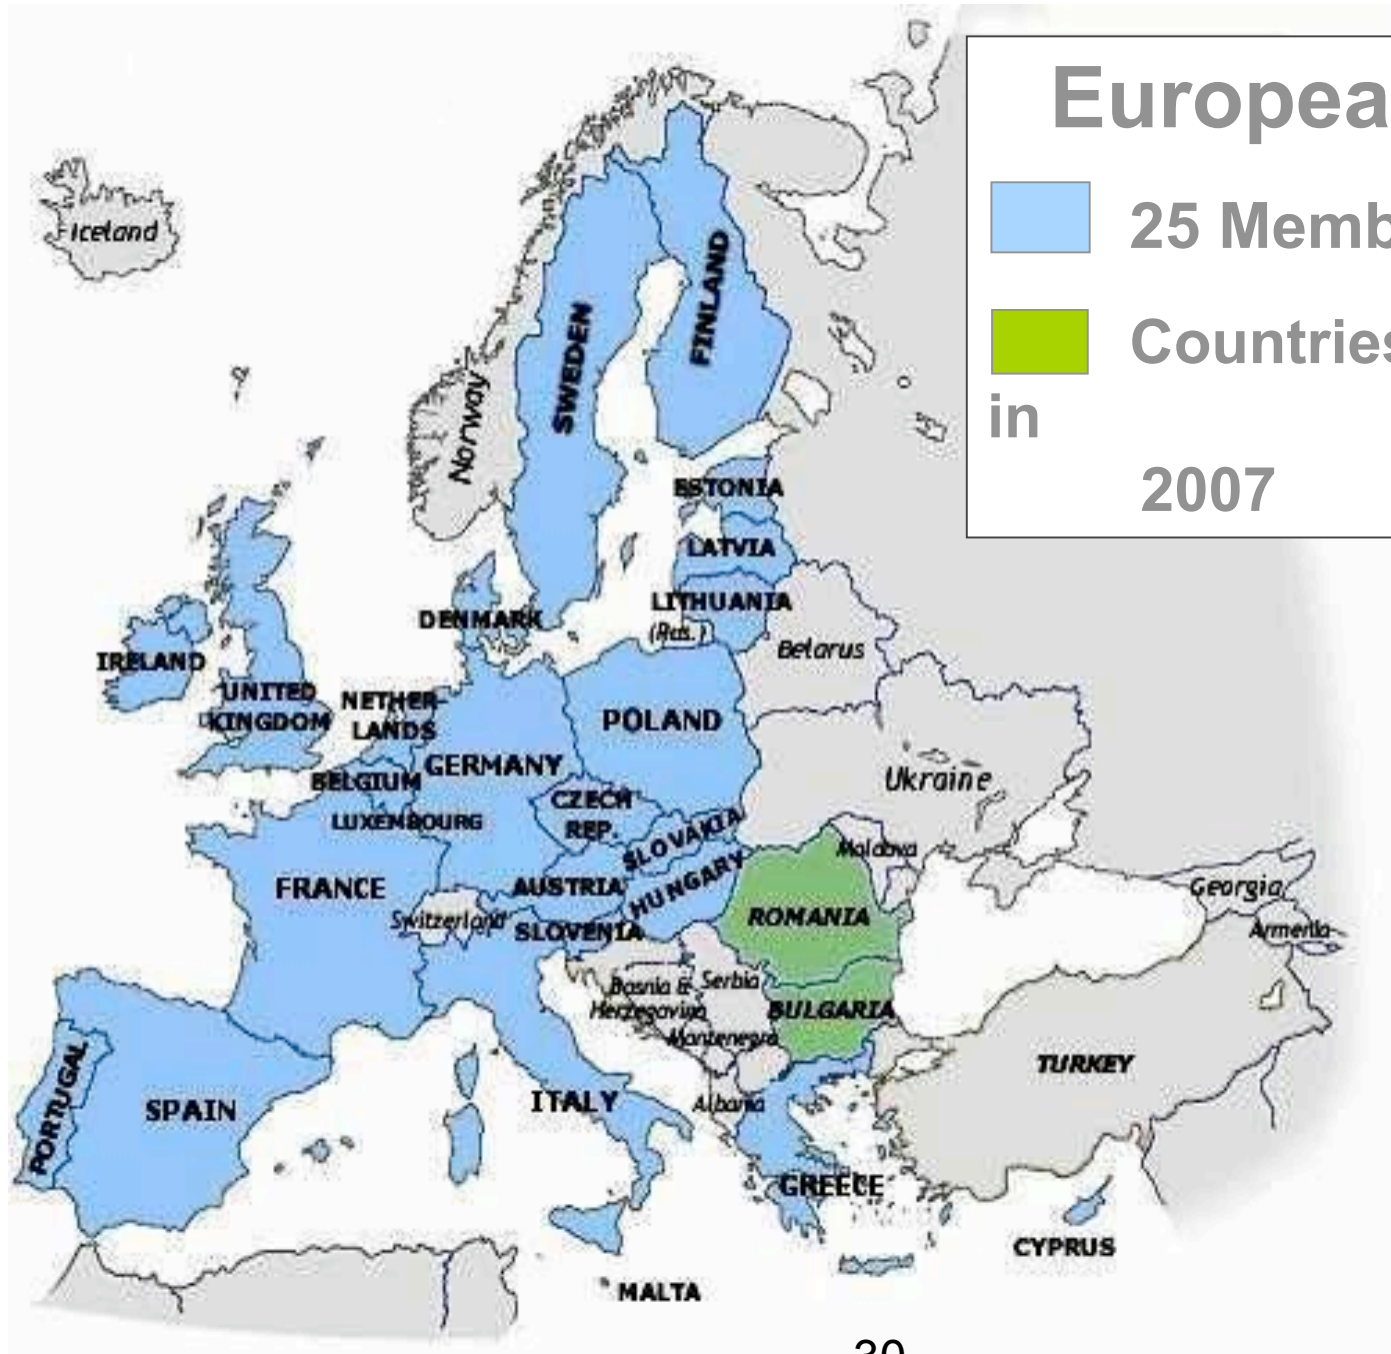 Europea
25 Memb
Countries
in
2007
Iceland
FINLAND
SWEDEN
Norway
ESTONIA
LATVIA
LITHUANIA
(Rus.)
DENMARK
Belarus
IRELAND
UNITED
KINGDOM
NETHER-
LANDS
POLAND
GERMANY
BELGIUM
Ukraine
CZECH
REP.
LUXEMBOURG
SLOVAKIA
Moldova
HUNGARY
FRANCE
AUSTRIA
Georgia
Switzerland
SLOVENIA
ROMANIA
Armenia
Bosnia &
Herzegovina
Serbia
BULGARIA
Montenegro
TURKEY
PORTUGAL
SPAIN
ITALY
Albania
GREECE
CYPRUS
MALTA
30